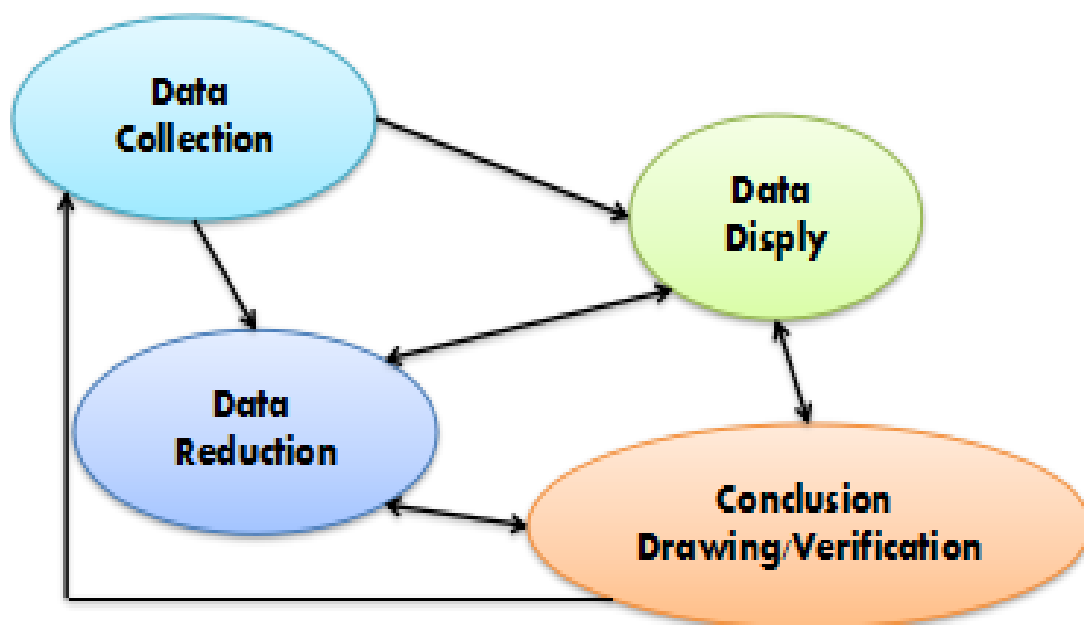 Data
Collection
Data
Disply
Data
Reduction
Conclusion
Drawing/Verification